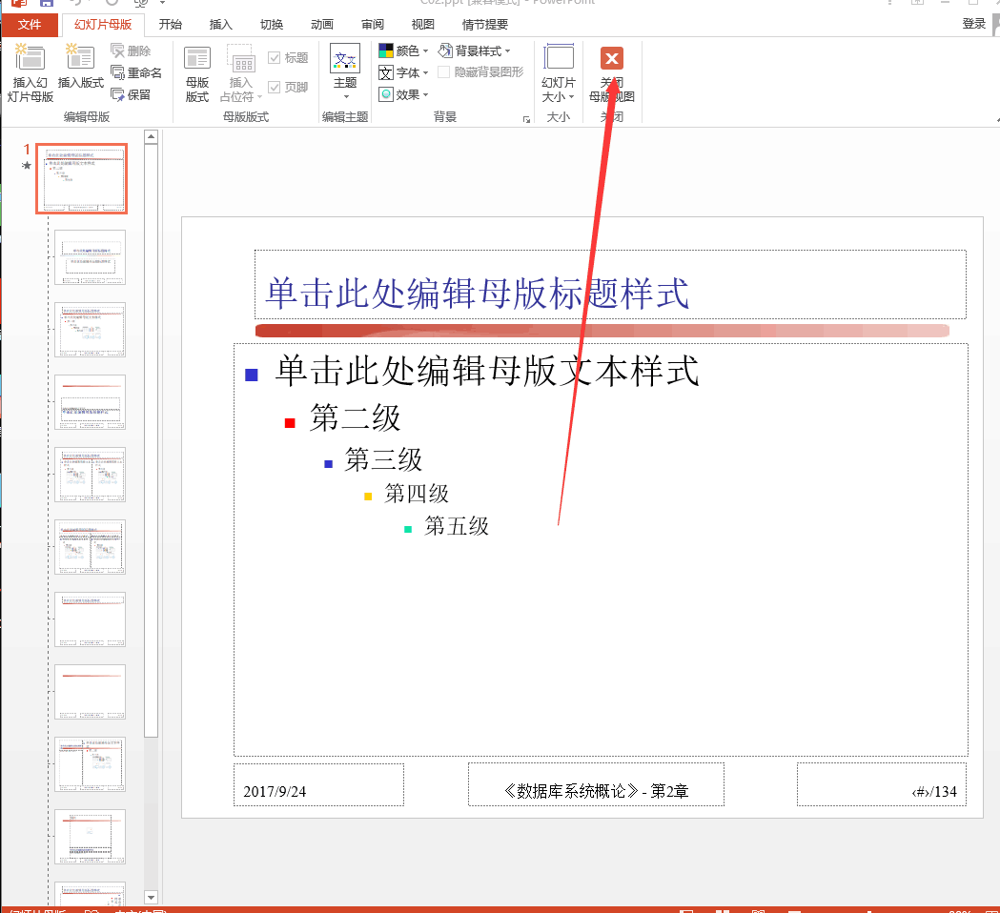 C02.ppt [兼容模式] - PowerPoint
文件 幻灯片母版 开始 插入 切换 动画 审阅 视图 情节提要 登录
插入幻灯片母版
插入版式
删除
重命名
保留
编辑母版
母版版式
插入占位符
标题
页脚
母版版式
主题
编辑主题
颜色
字体
效果
背景样式
隐藏背景图形
背景
幻灯片大小
大小
关闭母版视图
关闭
1
单击此处编辑母版标题样式
单击此处编辑母版文本样式
第二级
第三级
第四级
第五级
2017/9/24
《数据库系统概论》- 第2章
‹#›/134